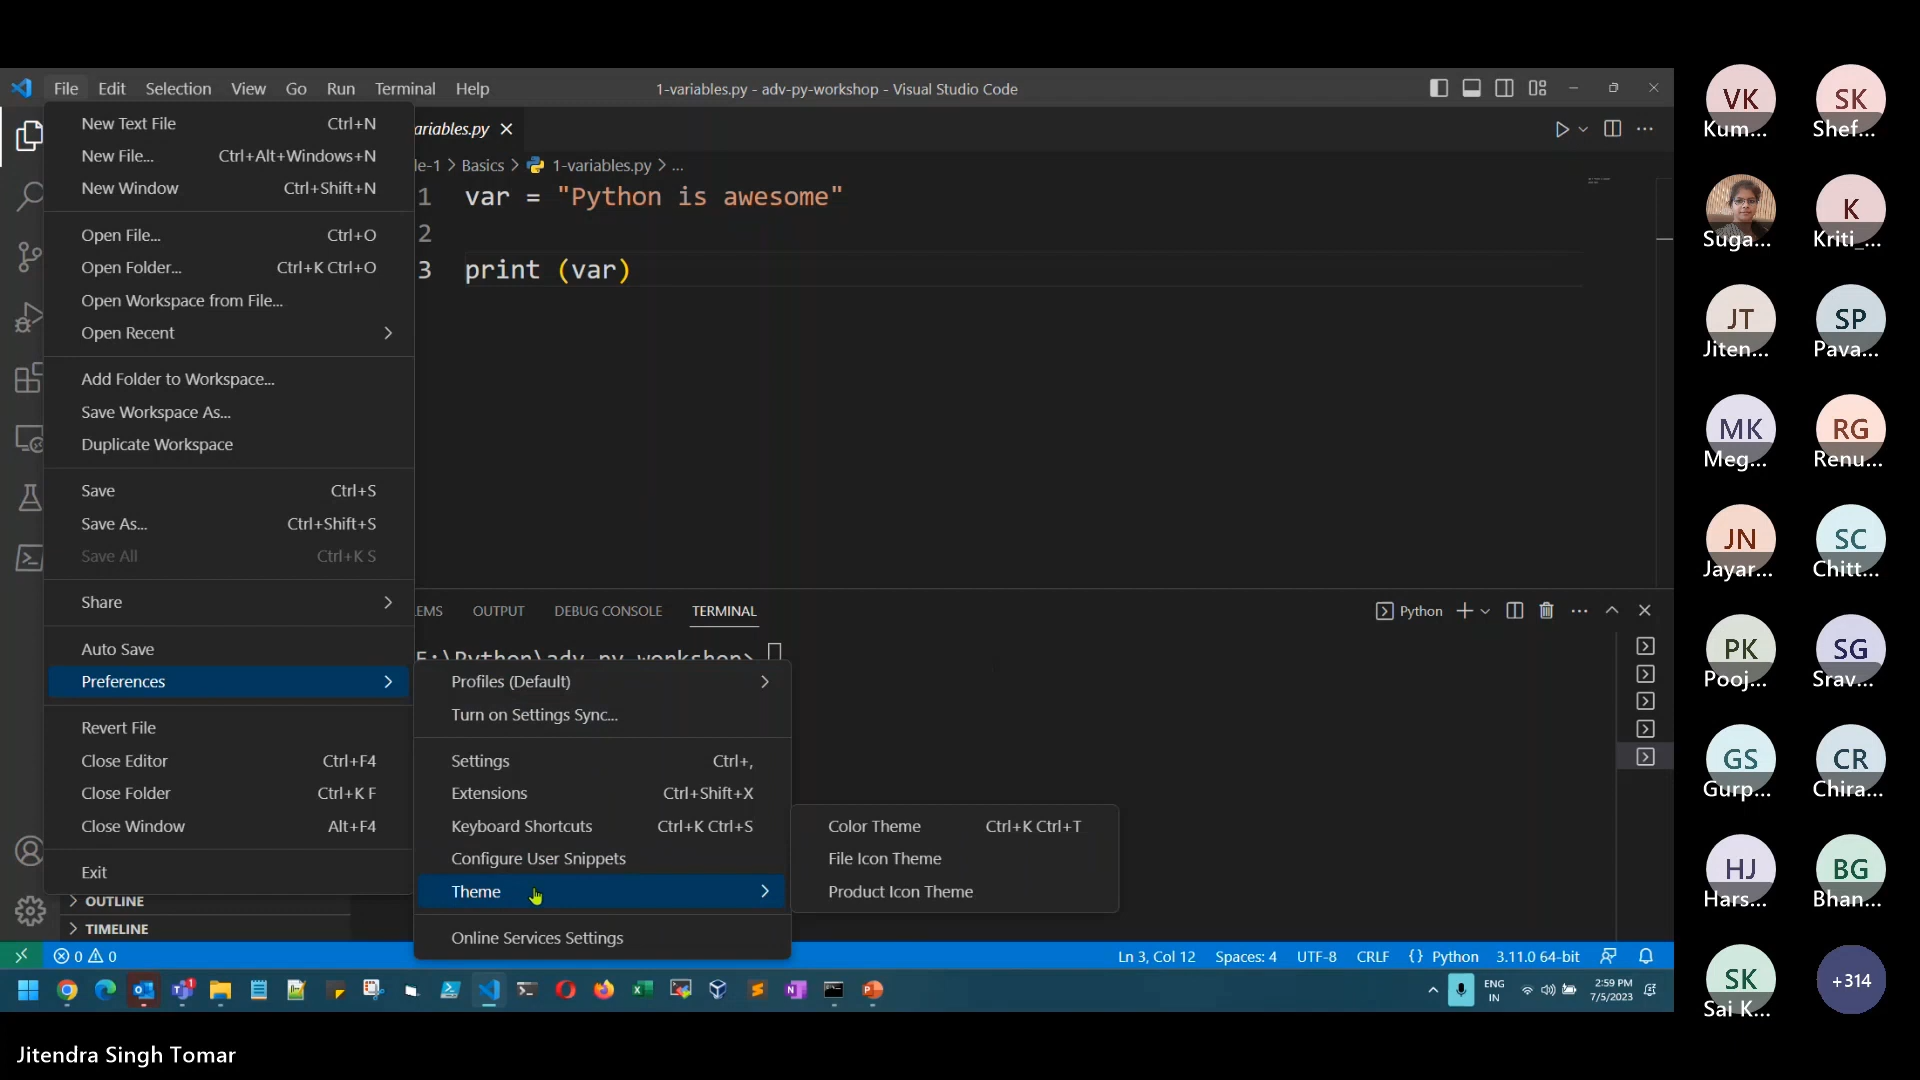 File Edit Selection View Go Run Terminal Help
1-variables.py - adv-py-workshop - Visual Studio Code
New Text File Ctrl+N
New File... Ctrl+Alt+Windows+N
New Window Ctrl+Shift+N
Open File... Ctrl+O
Open Folder... Ctrl+K Ctrl+O
Open Workspace from File...
Open Recent
Add Folder to Workspace...
Save Workspace As...
Duplicate Workspace
Save Ctrl+S
Save As... Ctrl+Shift+S
Save All Ctrl+K S
Share
Auto Save
Preferences
Revert File
Close Editor Ctrl+F4
Close Folder Ctrl+K F
Close Window Alt+F4
Exit
OUTLINE
TIMELINE
ariables.py
le-1 > Basics > 1-variables.py > ...
1 var = "Python is awesome"
2
3 print (var)
EMS OUTPUT DEBUG CONSOLE TERMINAL
Python
E:\Python\adv-py-workshop>
Profiles (Default)
Turn on Settings Sync...
Settings Ctrl+,
Extensions Ctrl+Shift+X
Keyboard Shortcuts Ctrl+K Ctrl+S
Configure User Snippets
Theme
Online Services Settings
Color Theme Ctrl+K Ctrl+T
File Icon Theme
Product Icon Theme
0 0
Ln 3, Col 12 Spaces: 4 UTF-8 CRLF {} Python 3.11.0 64-bit
ENG
IN
2:59 PM
7/5/2023
VK SK
Kum... Shef...
K
Suga... Kriti_...
JT SP
Jiten... Pava...
MK RG
Meg... Renu...
JN SC
Jayar... Chitt...
PK SG
Pooj... Srav...
GS CR
Gurp... Chira...
HJ BG
Hars... Bhan...
SK +314
Sai K...
Jitendra Singh Tomar